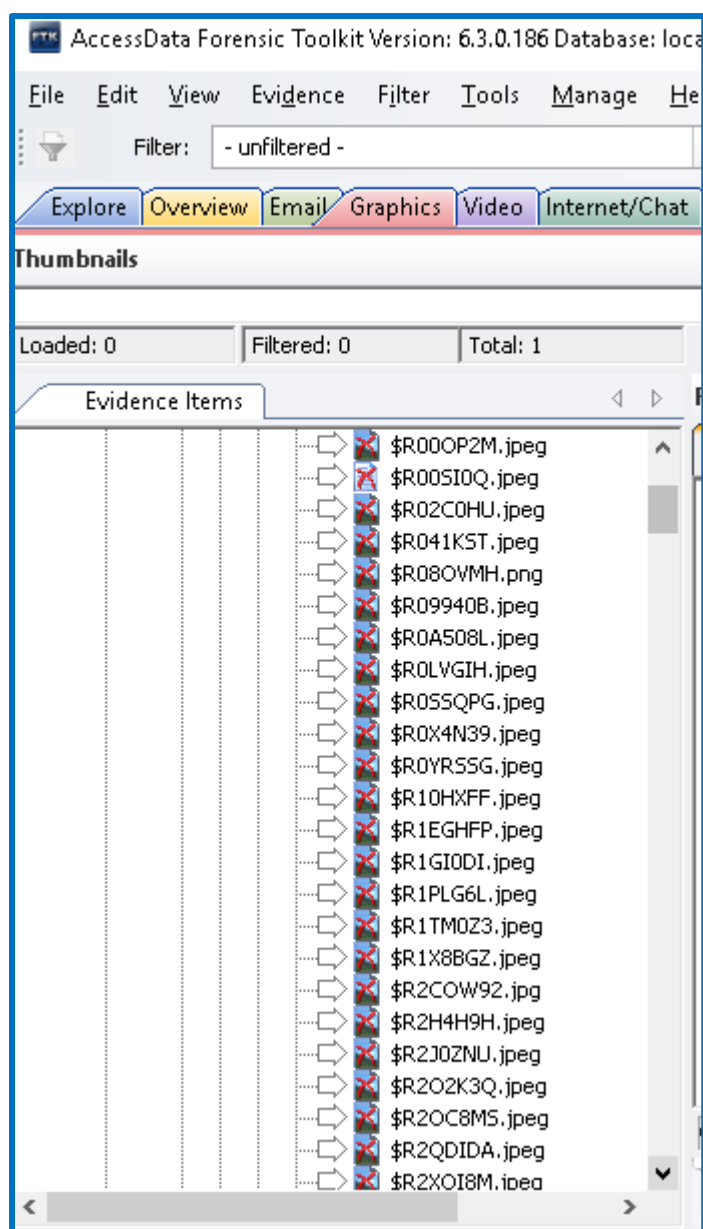 FTK AccessData Forensic Toolkit Version: 6.3.0.186 Database: loca
File Edit View Evidence Filter Tools Manage He
Filter: - unfiltered -
Explore Overview Email Graphics Video Internet/Chat
Thumbnails
Loaded: 0 Filtered: 0 Total: 1
Evidence Items
$R00OP2M.jpeg
$R00SI0Q.jpeg
$R02C0HU.jpeg
$R041KST.jpeg
$R08OVMH.png
$R09940B.jpeg
$R0A508L.jpeg
$R0LVGIH.jpeg
$R0SSQPG.jpeg
$R0X4N39.jpeg
$R0YRSSG.jpeg
$R10HXFF.jpeg
$R1EGHFP.jpeg
$R1GI0DI.jpeg
$R1PLG6L.jpeg
$R1TM0Z3.jpeg
$R1X8BGZ.jpeg
$R2COW92.jpg
$R2H4H9H.jpeg
$R2J0ZNU.jpeg
$R2O2K3Q.jpeg
$R2OC8MS.jpeg
$R2QDIDA.jpeg
$R2XOI8M.jpeg